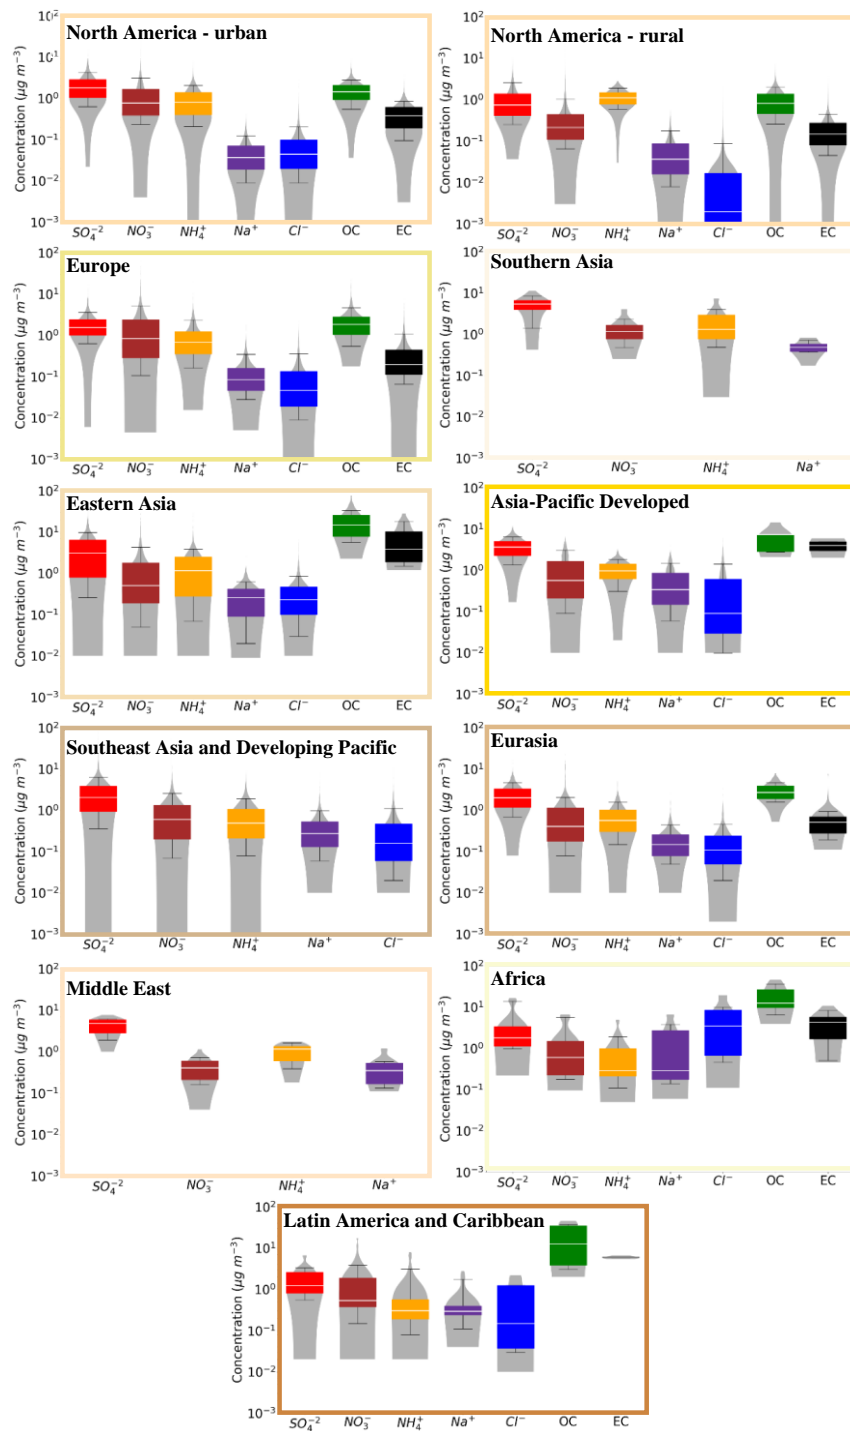 North America - urban
Concentration (µg m⁻³)
10²
10¹
10⁰
10⁻¹
10⁻²
10⁻³
SO₄⁻² NO₃⁻ NH₄⁺ Na⁺ Cl⁻ OC EC
North America - rural
Concentration (µg m⁻³)
10²
10¹
10⁰
10⁻¹
10⁻²
10⁻³
SO₄⁻² NO₃⁻ NH₄⁺ Na⁺ Cl⁻ OC EC
Europe
Concentration (µg m⁻³)
10²
10¹
10⁰
10⁻¹
10⁻²
10⁻³
SO₄⁻² NO₃⁻ NH₄⁺ Na⁺ Cl⁻ OC EC
Southern Asia
Concentration (µg m⁻³)
10²
10¹
10⁰
10⁻¹
10⁻²
10⁻³
SO₄⁻² NO₃⁻ NH₄⁺ Na⁺
Eastern Asia
Concentration (µg m⁻³)
10²
10¹
10⁰
10⁻¹
10⁻²
10⁻³
SO₄⁻² NO₃⁻ NH₄⁺ Na⁺ Cl⁻ OC EC
Asia-Pacific Developed
Concentration (µg m⁻³)
10²
10¹
10⁰
10⁻¹
10⁻²
10⁻³
SO₄⁻² NO₃⁻ NH₄⁺ Na⁺ Cl⁻ OC EC
Southeast Asia and Developing Pacific
Concentration (µg m⁻³)
10²
10¹
10⁰
10⁻¹
10⁻²
10⁻³
SO₄⁻² NO₃⁻ NH₄⁺ Na⁺ Cl⁻
Eurasia
Concentration (µg m⁻³)
10²
10¹
10⁰
10⁻¹
10⁻²
10⁻³
SO₄⁻² NO₃⁻ NH₄⁺ Na⁺ Cl⁻ OC EC
Middle East
Concentration (µg m⁻³)
10²
10¹
10⁰
10⁻¹
10⁻²
10⁻³
SO₄⁻² NO₃⁻ NH₄⁺ Na⁺
Africa
Concentration (µg m⁻³)
10²
10¹
10⁰
10⁻¹
10⁻²
10⁻³
SO₄⁻² NO₃⁻ NH₄⁺ Na⁺ Cl⁻ OC EC
Latin America and Caribbean
Concentration (µg m⁻³)
10²
10¹
10⁰
10⁻¹
10⁻²
10⁻³
SO₄⁻² NO₃⁻ NH₄⁺ Na⁺ Cl⁻ OC EC